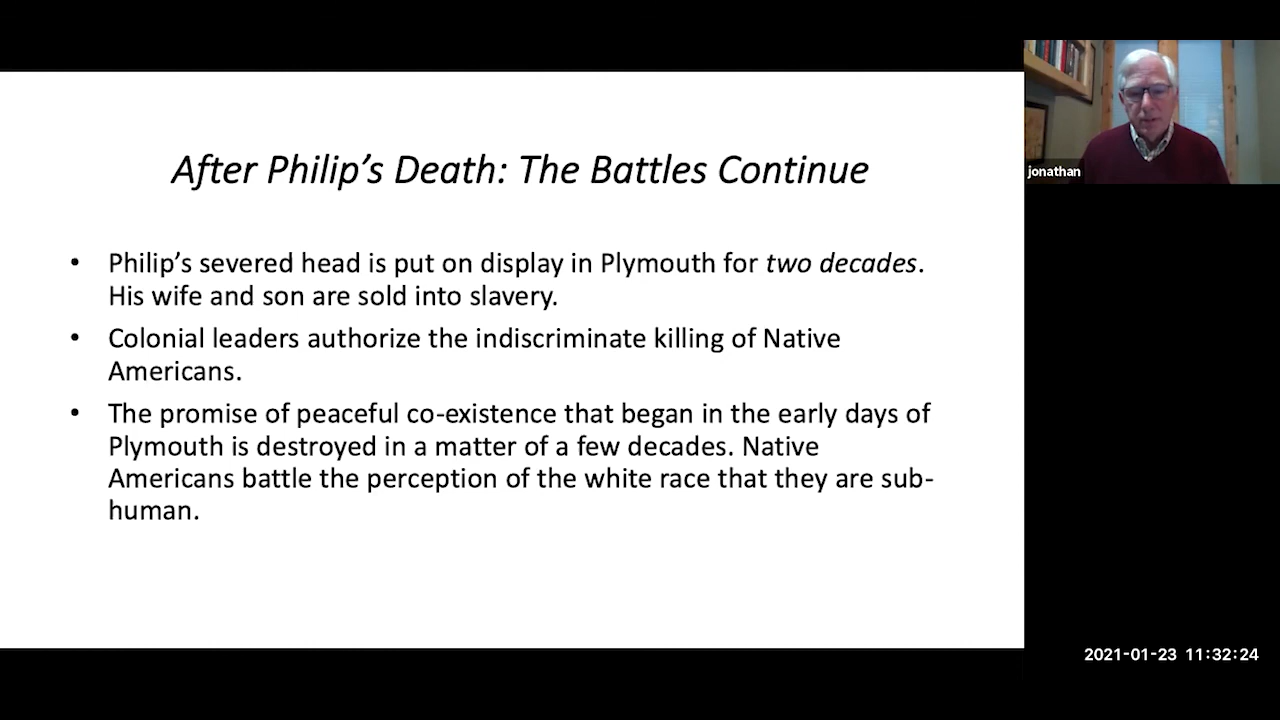 After Philip’s Death: The Battles Continue
• Philip’s severed head is put on display in Plymouth for two decades.
His wife and son are sold into slavery.
• Colonial leaders authorize the indiscriminate killing of Native
Americans.
• The promise of peaceful co-existence that began in the early days of
Plymouth is destroyed in a matter of a few decades. Native
Americans battle the perception of the white race that they are sub-
human.
jonathan
2021-01-23 11:32:24